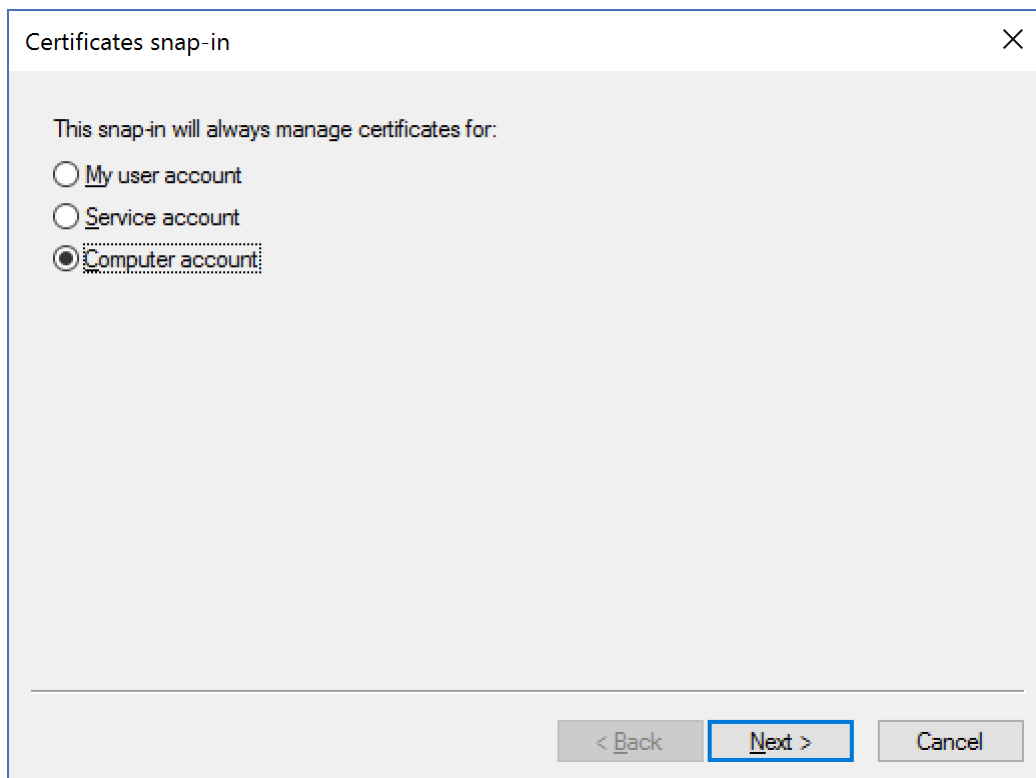 Certificates snap-in
This snap-in will always manage certificates for:
My user account
Service account
Computer account
< Back Next > Cancel